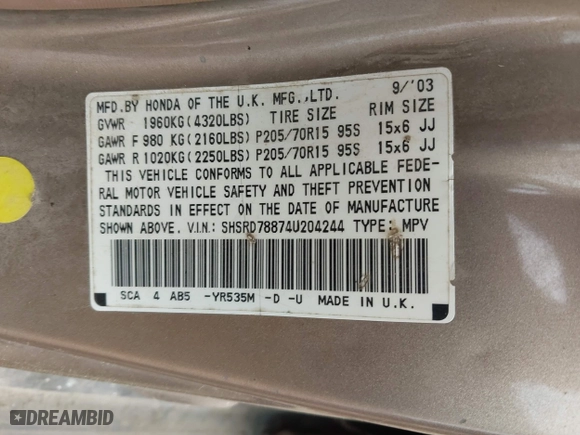 MFD.BY HONDA OF THE U.K. MFG.,LTD. 9/'03
GVWR 1960KG(4320LBS) TIRE SIZE RIM SIZE
GAWR F 980 KG(2160LBS) P205/70R15 95S 15x6 JJ
GAWR R 1020KG(2250LBS) P205/70R15 95S 15x6 JJ
THIS VEHICLE CONFORMS TO ALL APPLICABLE FEDE-
RAL MOTOR VEHICLE SAFETY AND THEFT PREVENTION
STANDARDS IN EFFECT ON THE DATE OF MANUFACTURE
SHOWN ABOVE. V.I.N.: SHSRD78874U204244 TYPE: MPV
SCA 4 AB5 -YR535M -D -U MADE IN U.K.
DREAMBID